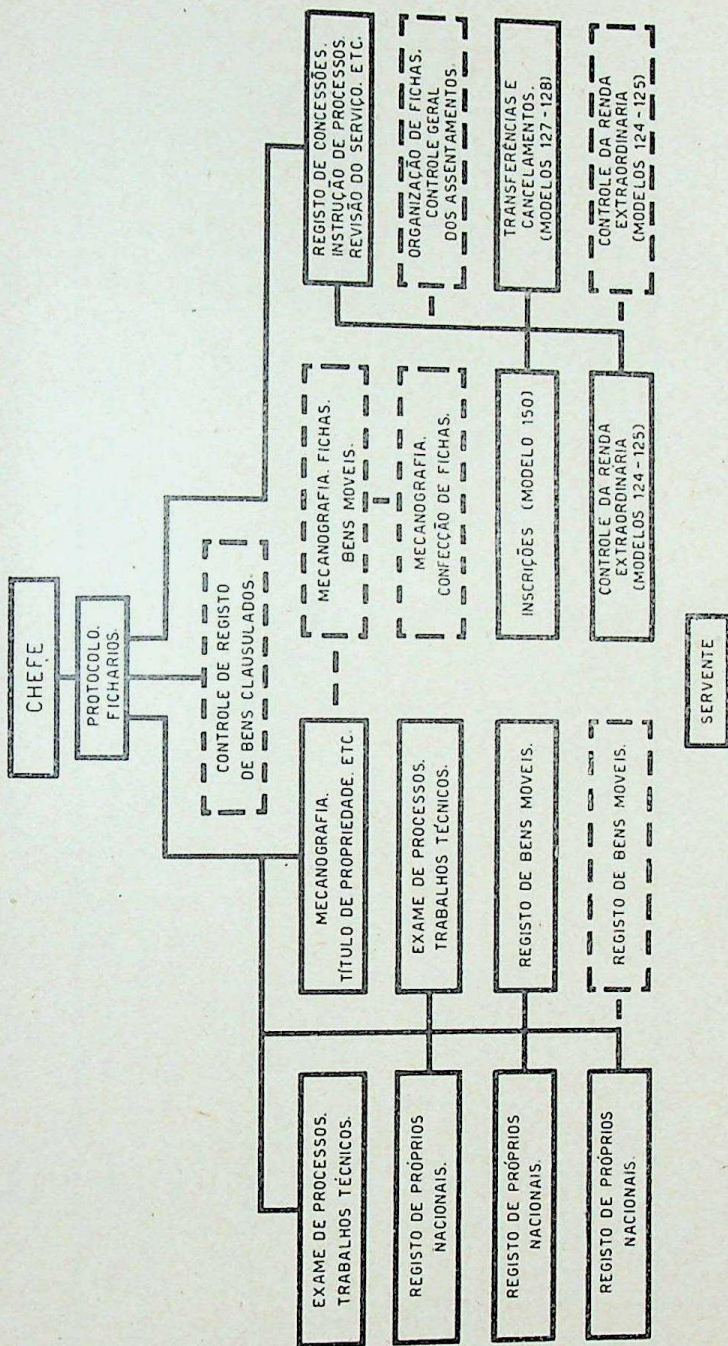 CHEFE
PROTOCOLO.
FICHARIOS.
CONTROLE DE REGISTO
DE BENS CLAUSULADOS.
EXAME DE PROCESSOS.
TRABALHOS TÉCNICOS.
MECANOGRAFIA.
TÍTULO DE PROPRIEDADE. ETC.
MECANOGRAFIA. FICHAS.
BENS MOVEIS.
REGISTO DE CONCESSÕES.
INSTRUÇÃO DE PROCESSOS.
REVISÃO DO SERVIÇO. ETC.
REGISTO DE PRÓPRIOS
NACIONAIS.
EXAME DE PROCESSOS.
TRABALHOS TÉCNICOS.
MECANOGRAFIA.
CONFECÇÃO DE FICHAS.
ORGANIZAÇÃO DE FICHAS.
CONTROLE GERAL
DOS ASSENTAMENTOS.
REGISTO DE PRÓPRIOS
NACIONAIS.
REGISTO DE BENS MOVEIS.
INSCRIÇÕES (MODELO 150)
TRANSFERÊNCIAS E
CANCELAMENTOS.
(MODELOS 127-128)
REGISTO DE PRÓPRIOS
NACIONAIS.
REGISTO DE BENS MOVEIS.
CONTROLE DA RENDA
EXTRAORDINÁRIA
(MODELOS 124-125)
CONTROLE DA RENDA
EXTRAORDINARIA
(MODELOS 124-125)
SERVENTE